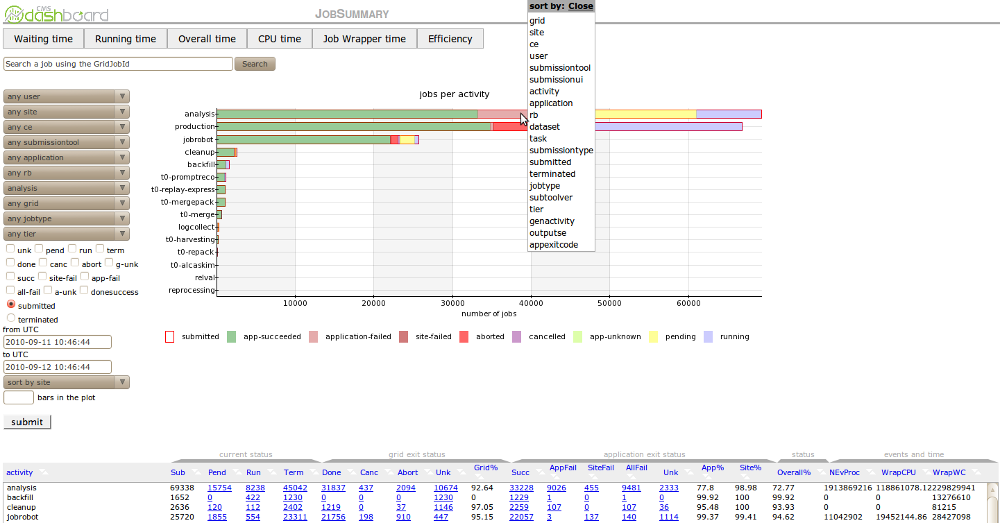 CMS
dashboard
JOBSUMMARY
sort by: Close
grid
site
ce
user
submissiontool
submissionui
activity
application
rb
dataset
task
submissiontype
submitted
terminated
jobtype
subtoolver
tier
genactivity
outputse
appexitcode
Waiting time Running time Overall time CPU time Job Wrapper time Efficiency
Search a job using the GridJobId Search
any user
any site
any ce
any submissiontool
any application
any rb
analysis
any grid
any jobtype
any tier
unk pend run term
done canc abort g-unk
succ site-fail app-fail
all-fail a-unk donesuccess
submitted
terminated
from UTC
2010-09-11 10:46:44
to UTC
2010-09-12 10:46:44
sort by site
bars in the plot
submit
jobs per activity
analysis
production
jobrobot
cleanup
backfill
t0-promptreco
t0-replay-express
t0-mergepack
t0-merge
logcollect
t0-harvesting
t0-repack
t0-alcaskim
relval
reprocessing
10000 20000 30000 40000 50000 60000
number of jobs
submitted app-succeeded application-failed site-failed aborted cancelled app-unknown pending running
current status grid exit status application exit status status events and time
activity Sub Pend Run Term Done Canc Abort Unk Grid% Succ AppFail SiteFail AllFail Unk App% Site% Overall% NEvProc WrapCPU WrapWC
analysis 69338 15754 8238 45042 31837 437 2094 10674 92.64 33228 9026 455 9481 2333 77.8 98.98 72.77 1913869216 118861078.12229829941
backfill 1652 0 422 1230 0 0 0 1230 0 1229 1 0 1 0 99.92 100 99.92 0 0 13276610
cleanup 2636 120 112 2402 1219 0 37 1146 97.05 2259 107 0 107 36 95.48 100 93.93 0 0 81215
jobrobot 25720 1855 554 23311 21756 198 910 447 95.15 22057 3 137 140 1114 99.37 99.41 94.62 11042902 19452144.86 28427098